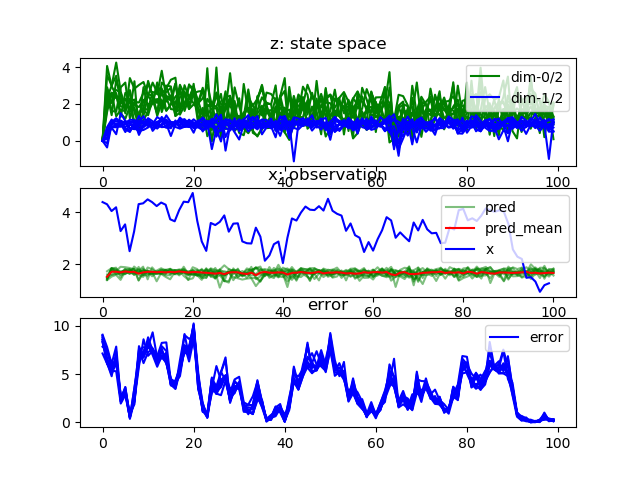 z: state space
4
2
0
dim-0/2
dim-1/2
0 20 40 60 80 100
x: observation
4
2
pred
pred_mean
x
0 20 40 60 80 100
error
10
5
0
error
0 20 40 60 80 100